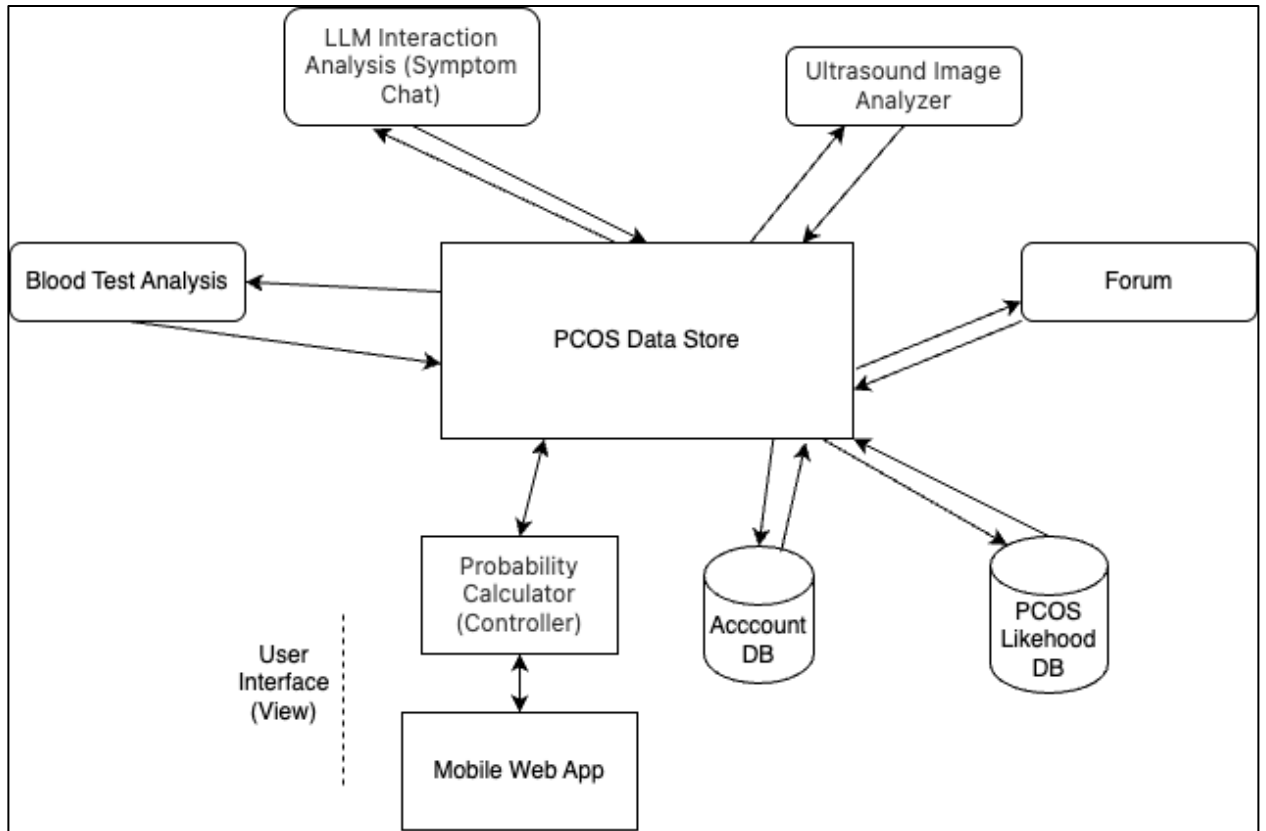 LLM Interaction
Analysis (Symptom
Chat)
Ultrasound Image
Analyzer
Blood Test Analysis
Forum
PCOS Data Store
Probability
Calculator
(Controller)
Acccount
DB
PCOS
Likehood
DB
User
Interface
(View)
Mobile Web App